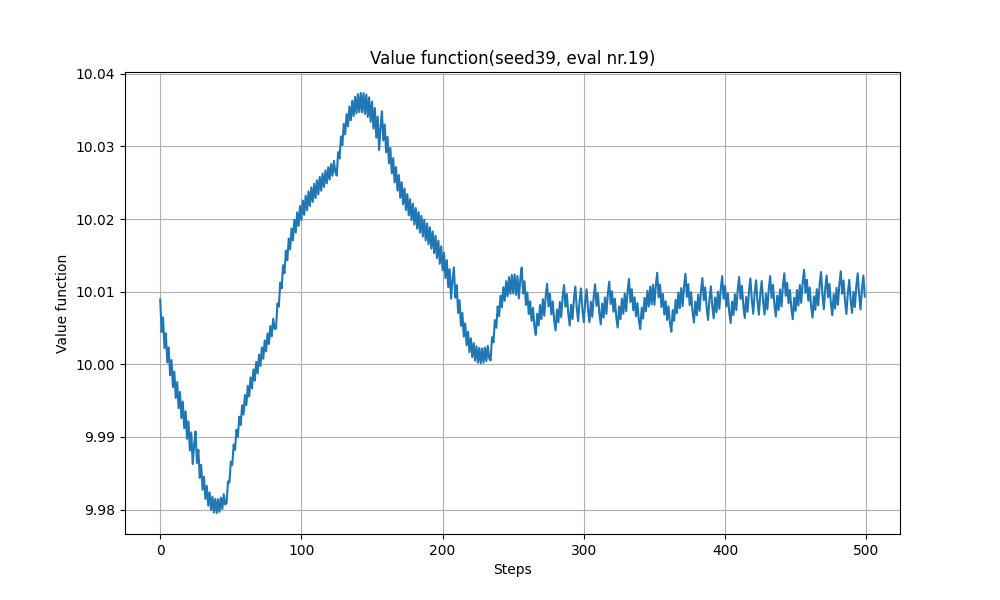 Value function(seed39, eval nr.19)
10.04
10.03
10.02
10.01
10.00
9.99
9.98
Value function
0 100 200 300 400 500
Steps